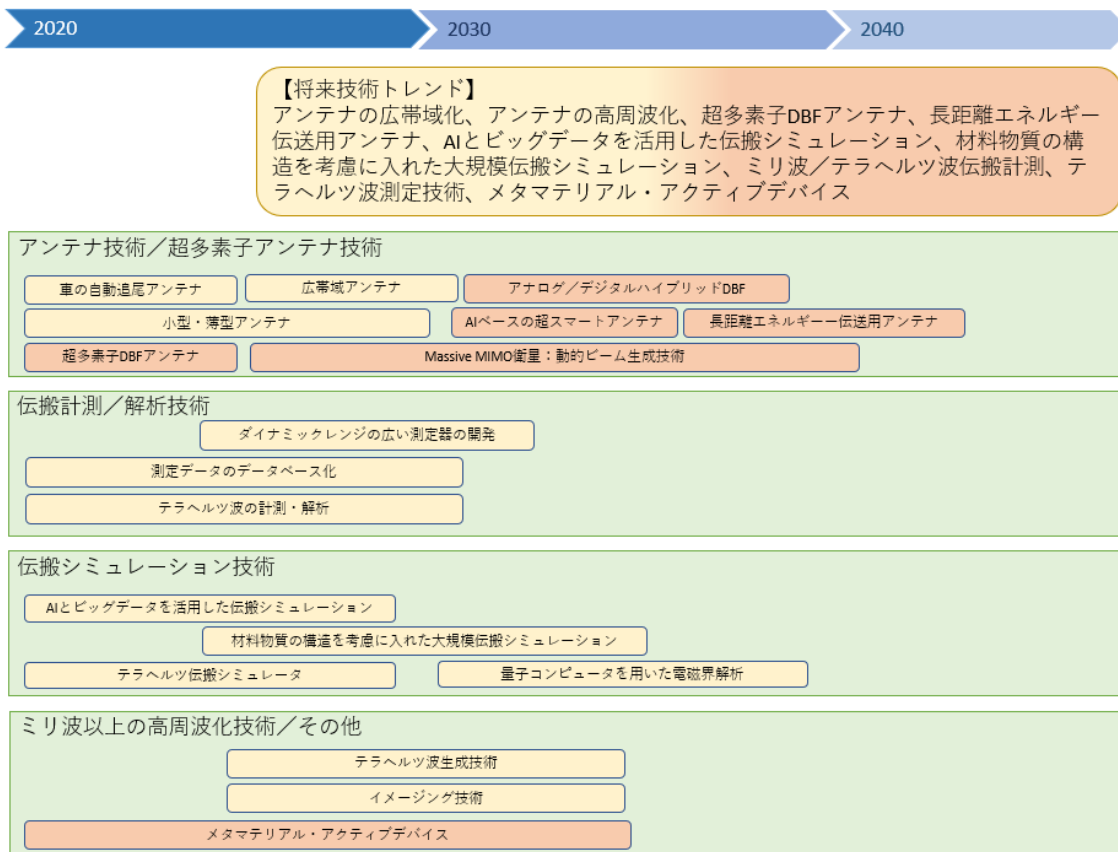 2020
2030
2040
【将来技術トレンド】
アンテナの広帯域化、アンテナの高周波化、超多素子DBFアンテナ、長距離エネルギー
伝送用アンテナ、AIとビッグデータを活用した伝搬シミュレーション、材料物質の構
造を考慮に入れた大規模伝搬シミュレーション、ミリ波／テラヘルツ波伝搬計測、テ
ラヘルツ波測定技術、メタマテリアル・アクティブデバイス
アンテナ技術／超多素子アンテナ技術
車の自動追尾アンテナ
広帯域アンテナ
アナログ／デジタルハイブリッドDBF
小型・薄型アンテナ
AIベースの超スマートアンテナ
長距離エネルギーー伝送用アンテナ
超多素子DBFアンテナ
Massive MIMO衛星：動的ビーム生成技術
伝搬計測／解析技術
ダイナミックレンジの広い測定器の開発
測定データのデータベース化
テラヘルツ波の計測・解析
伝搬シミュレーション技術
AIとビッグデータを活用した伝搬シミュレーション
材料物質の構造を考慮に入れた大規模伝搬シミュレーション
テラヘルツ伝搬シミュレータ
量子コンピュータを用いた電磁界解析
ミリ波以上の高周波化技術／その他
テラヘルツ波生成技術
イメージング技術
メタマテリアル・アクティブデバイス